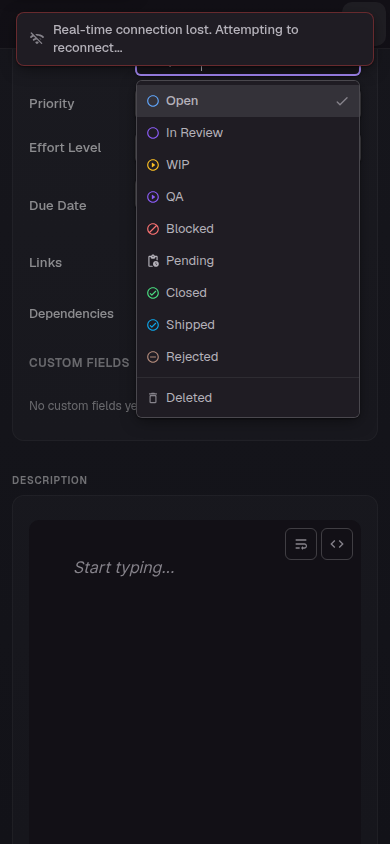 Real-time connection lost. Attempting to
reconnect...
Priority
Effort Level
Due Date
Links
Dependencies
CUSTOM FIELDS
No custom fields ye
Open
In Review
WIP
QA
Blocked
Pending
Closed
Shipped
Rejected
Deleted
DESCRIPTION
Start typing...